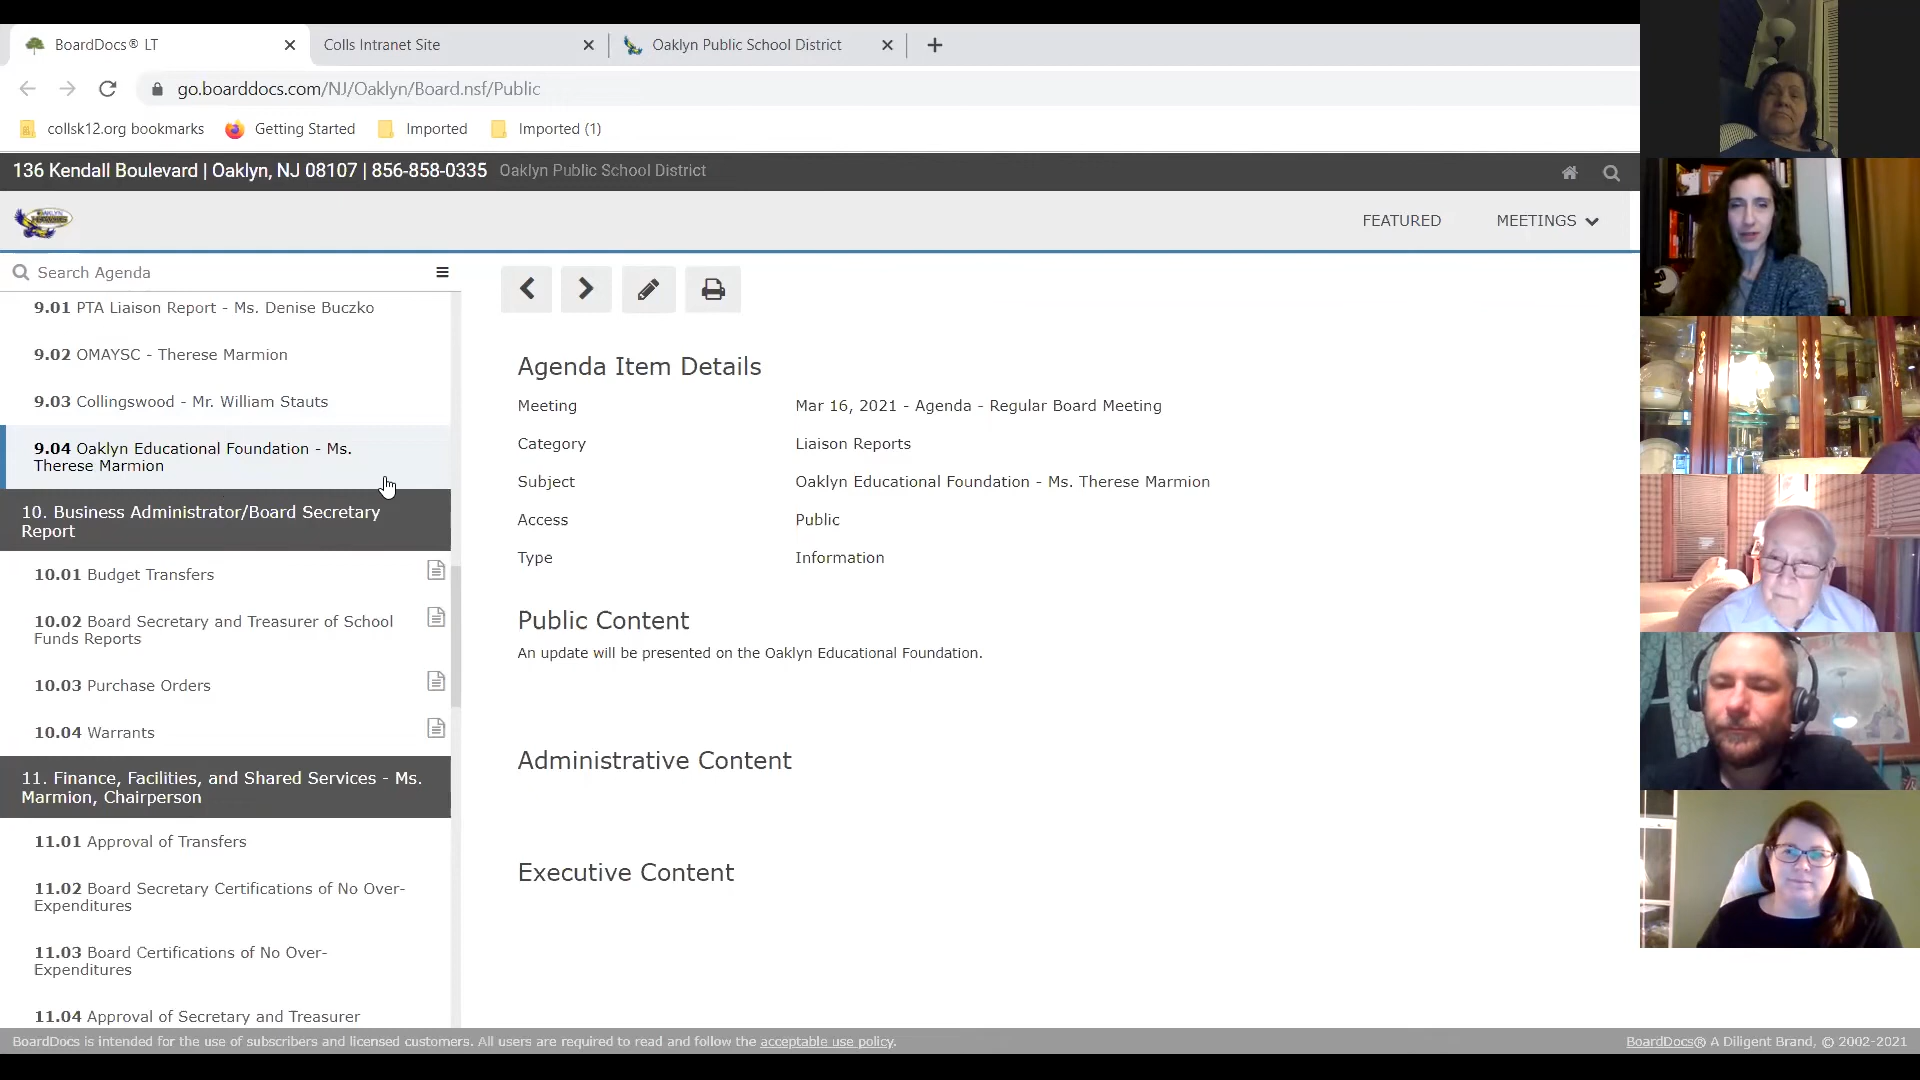 BoardDocs® LT
Colls Intranet Site
Oaklyn Public School District
go.boarddocs.com/NJ/Oaklyn/Board.nsf/Public
collsk12.org bookmarks
Getting Started
Imported
Imported (1)
136 Kendall Boulevard | Oaklyn, NJ 08107 | 856-858-0335 Oaklyn Public School District
FEATURED
MEETINGS
Search Agenda
9.01 PTA Liaison Report - Ms. Denise Buczko
9.02 OMAYSC - Therese Marmion
9.03 Collingswood - Mr. William Stauts
9.04 Oaklyn Educational Foundation - Ms.
Therese Marmion
10. Business Administrator/Board Secretary
Report
10.01 Budget Transfers
10.02 Board Secretary and Treasurer of School
Funds Reports
10.03 Purchase Orders
10.04 Warrants
11. Finance, Facilities, and Shared Services - Ms.
Marmion, Chairperson
11.01 Approval of Transfers
11.02 Board Secretary Certifications of No Over-
Expenditures
11.03 Board Certifications of No Over-
Expenditures
11.04 Approval of Secretary and Treasurer
Agenda Item Details
Meeting Mar 16, 2021 - Agenda - Regular Board Meeting
Category Liaison Reports
Subject Oaklyn Educational Foundation - Ms. Therese Marmion
Access Public
Type Information
Public Content
An update will be presented on the Oaklyn Educational Foundation.
Administrative Content
Executive Content
BoardDocs is intended for the use of subscribers and licensed customers. All users are required to read and follow the acceptable use policy.
BoardDocs® A Diligent Brand, © 2002-2021